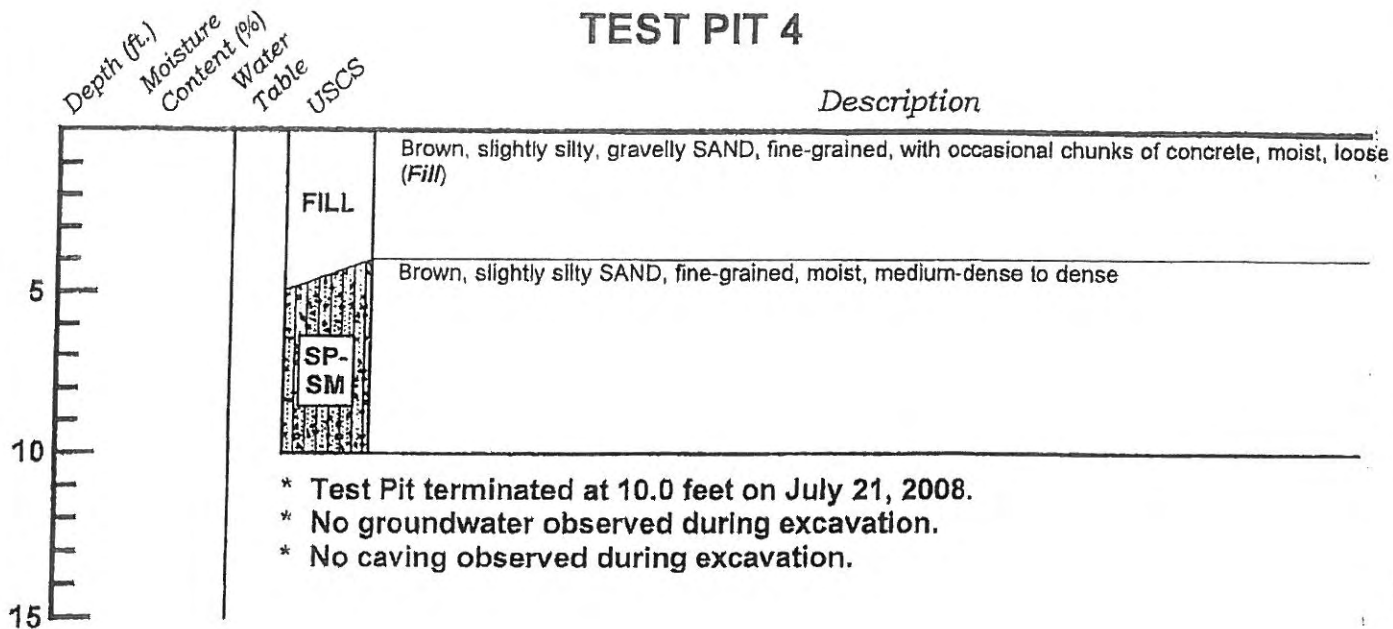 TEST PIT 4
Depth (ft.)
Moisture
Content (%)
Water
Table
USCS
Description
Brown, slightly silty, gravelly SAND, fine-grained, with occasional chunks of concrete, moist, loose
(Fill)
FILL
Brown, slightly silty SAND, fine-grained, moist, medium-dense to dense
5
SP-
SM
10
* Test Pit terminated at 10.0 feet on July 21, 2008.
* No groundwater observed during excavation.
* No caving observed during excavation.
15